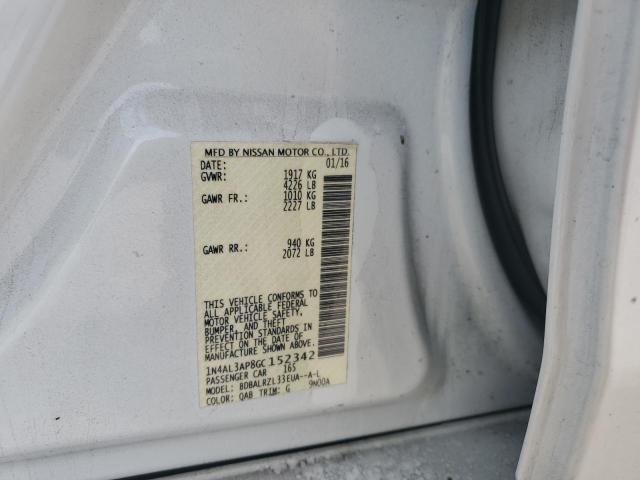 MFD BY NISSAN MOTOR CO., LTD.
DATE: 01/16
GVWR: 1917 KG
4226 LB
GAWR FR.: 1010 KG
2227 LB
GAWR RR.: 940 KG
2072 LB
THIS VEHICLE CONFORMS TO
ALL APPLICABLE FEDERAL
MOTOR VEHICLE SAFETY,
BUMPER, AND THEFT
PREVENTION STANDARDS IN
EFFECT ON THE DATE OF
MANUFACTURE SHOWN ABOVE.
1N4AL3AP8GC152342
PASSENGER CAR 165
MODEL: BDBALRZL33EUA--A-L
COLOR: QAB TRIM: G 9N00A